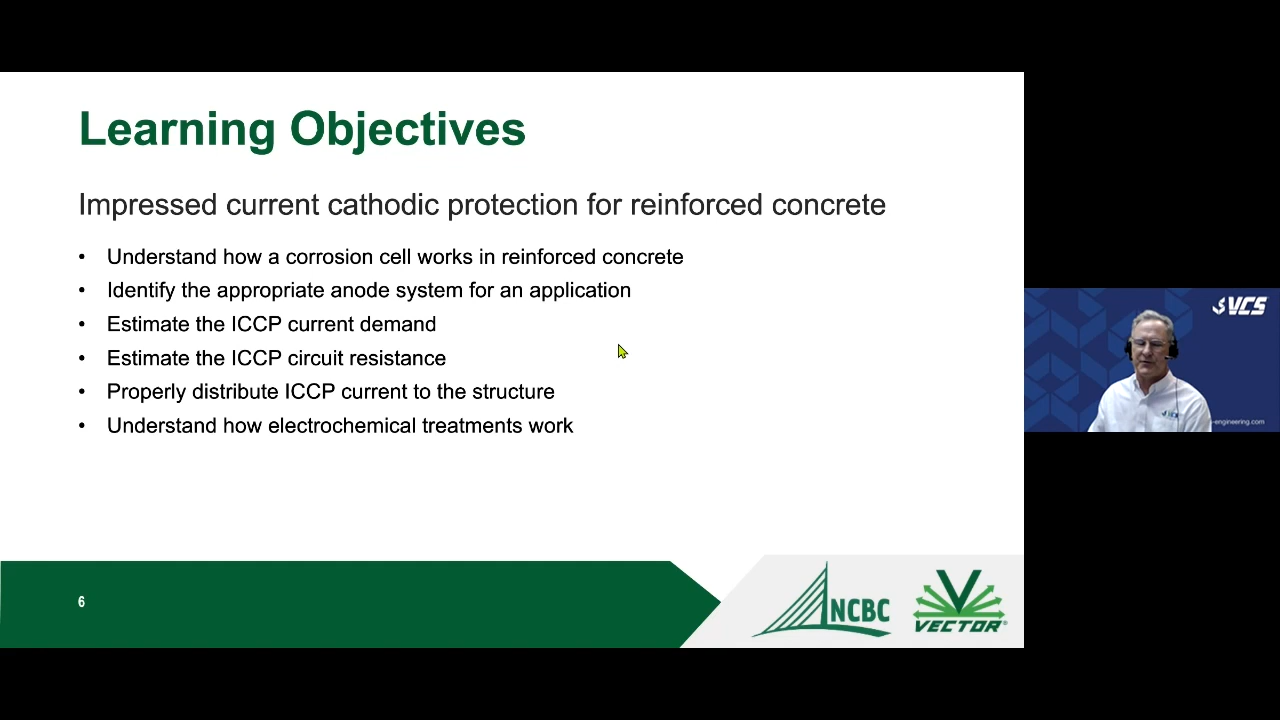 Learning Objectives
Impressed current cathodic protection for reinforced concrete
• Understand how a corrosion cell works in reinforced concrete
• Identify the appropriate anode system for an application
• Estimate the ICCP current demand
• Estimate the ICCP circuit resistance
• Properly distribute ICCP current to the structure
• Understand how electrochemical treatments work
VCS
-engineering.com
6
NCBC
VECTOR®